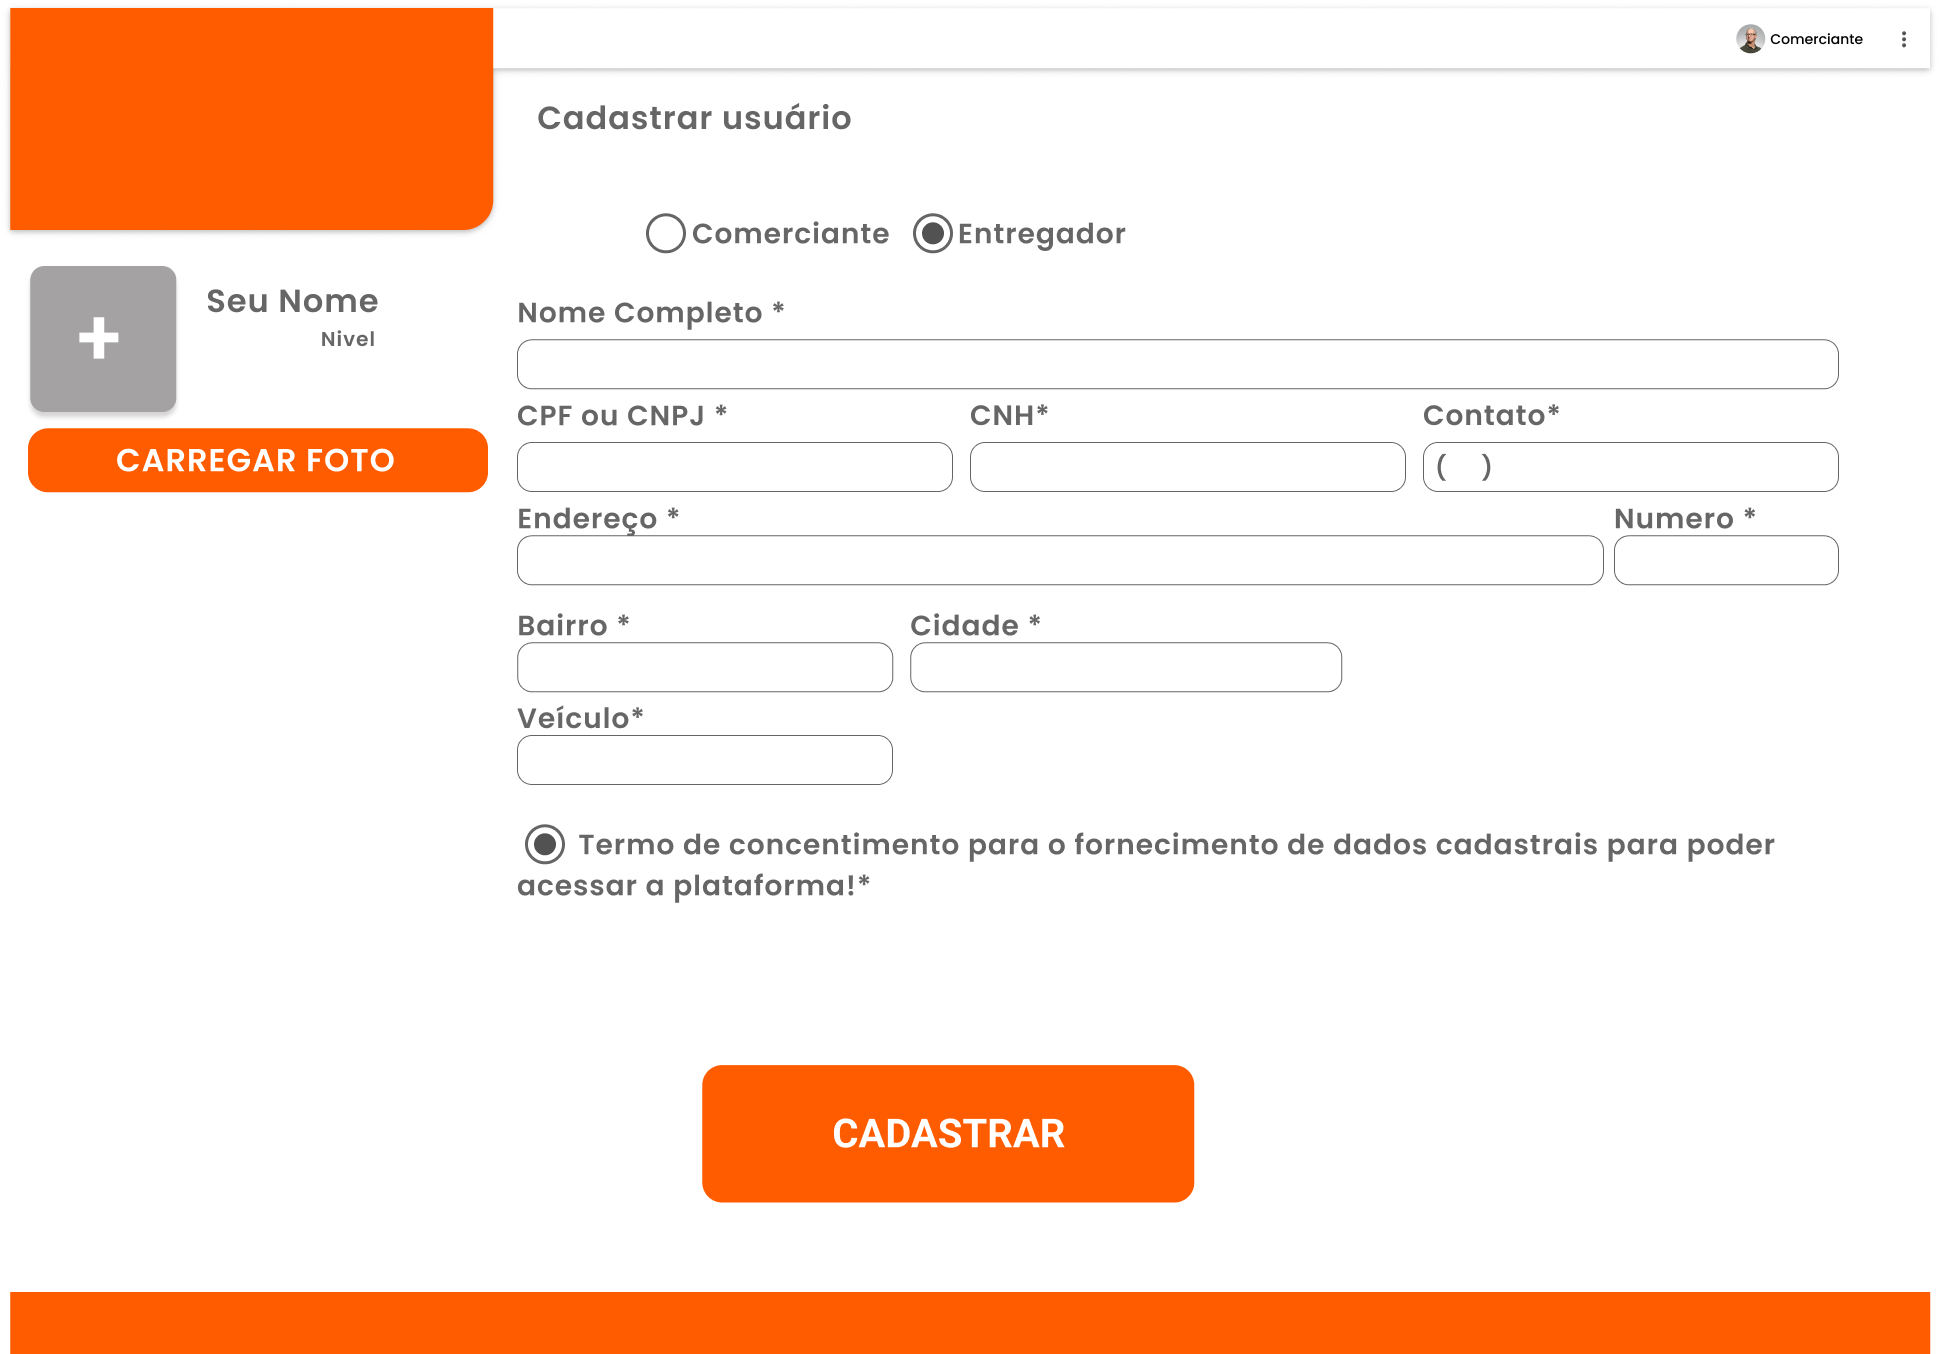 Comerciante
Cadastrar usuário
Comerciante Entregador
Seu Nome
Nivel
CARREGAR FOTO
Nome Completo *
CPF ou CNPJ * CNH* Contato*
( )
Endereço * Numero *
Bairro * Cidade *
Veículo*
Termo de concentimento para o fornecimento de dados cadastrais para poder
acessar a plataforma!*
CADASTRAR